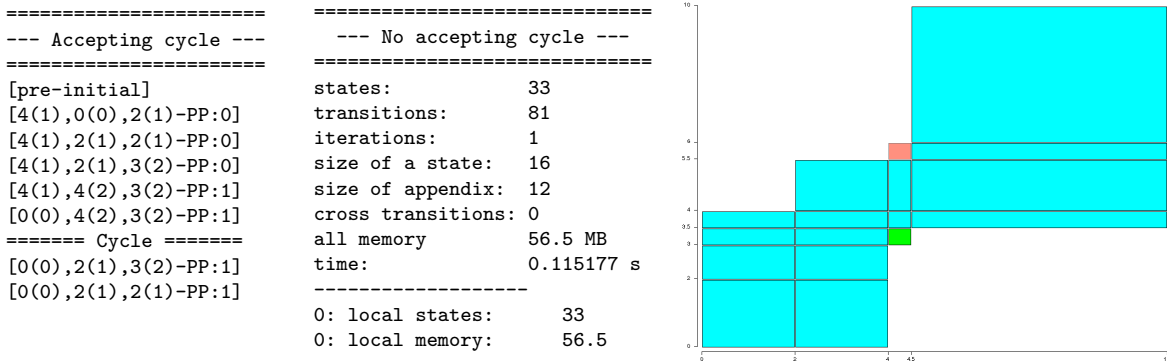 ========================
--- Accepting cycle ---
========================
[pre-initial]
[4(1),0(0),2(1)-PP:0]
[4(1),2(1),2(1)-PP:0]
[4(1),2(1),3(2)-PP:0]
[4(1),4(2),3(2)-PP:1]
[0(0),4(2),3(2)-PP:1]
======= Cycle =======
[0(0),2(1),3(2)-PP:1]
[0(0),2(1),2(1)-PP:1]
==============================
--- No accepting cycle ---
==============================
states: 33
transitions: 81
iterations: 1
size of a state: 16
size of appendix: 12
cross transitions: 0
all memory 56.5 MB
time: 0.115177 s
-------------------
0: local states: 33
0: local memory: 56.5
10
6
5.5
4
3.5
3
2
0
0 2 4 4.5